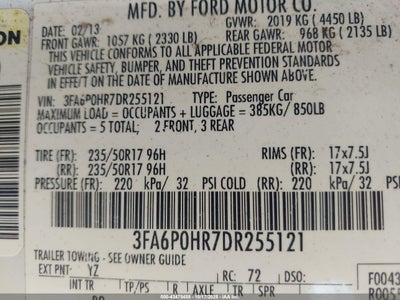 MFD. BY FORD MOTOR CO.
DATE: 02/13 GVWR: 2019 KG ( 4450 LB)
FRONT GAWR: 1057 KG ( 2330 LB) REAR GAWR: 968 KG ( 2135 LB)
THIS VEHICLE CONFORMS TO ALL APPLICABLE FEDERAL MOTOR
VEHICLE SAFETY, BUMPER, AND THEFT PREVENTION STANDARDS
IN EFFECT ON THE DATE OF MANUFACTURE SHOWN ABOVE.
VIN: 3FA6P0HR7DR255121 TYPE: Passenger Car
MAXIMUM LOAD = OCCUPANTS + LUGGAGE = 385KG/ 850LB
OCCUPANTS = 5 TOTAL; 2 FRONT, 3 REAR
TIRE (FR): 235/50R17 96H RIMS (FR): 17x7.5J
(RR): 235/50R17 96H (RR): 17x7.5J
PRESSURE (FR): 220 kPa/ 32 PSI (RR): 220 kPa/ 32
3FA6P0HR7DR255121
TRAILER TOWING - SEE OWNER GUIDE
EXT PNT: YZ RC: 72 DSO:
INT TR TP/PS R AXLE TR
F0043
R0055